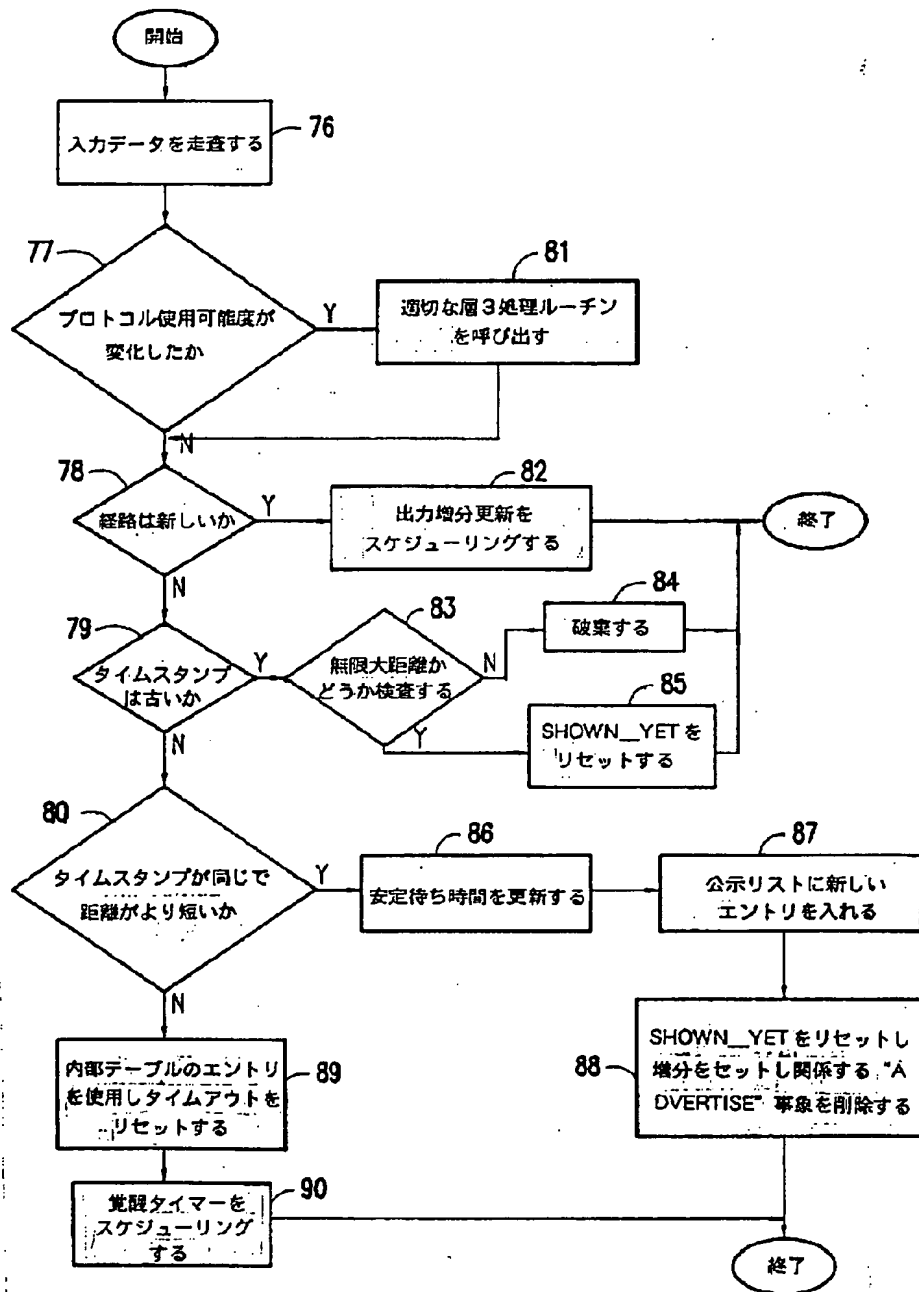 開始
入力データを走査する
76
77
プロトコル使用可能度が
変化したか
Y
81
適切な層3処理ルーチン
を呼び出す
N
78
経路は新しいか
Y
82
出力増分更新を
スケジューリングする
終了
N
79
タイムスタンプ
は古いか
Y
83
無限大距離か
どうか検査する
N
84
破棄する
Y
85
SHOWN__YETを
リセットする
N
80
タイムスタンプが同じで
距離がより短いか
Y
86
安定待ち時間を更新する
87
公示リストに新しい
エントリを入れる
88
SHOWN__YETをリセットし
増分をセットし関係する "A
DVERTISE" 事象を削除する
N
内部テーブルのエントリ
を使用しタイムアウトを
リセットする
89
覚醒タイマーを
スケジューリング
する
90
終了